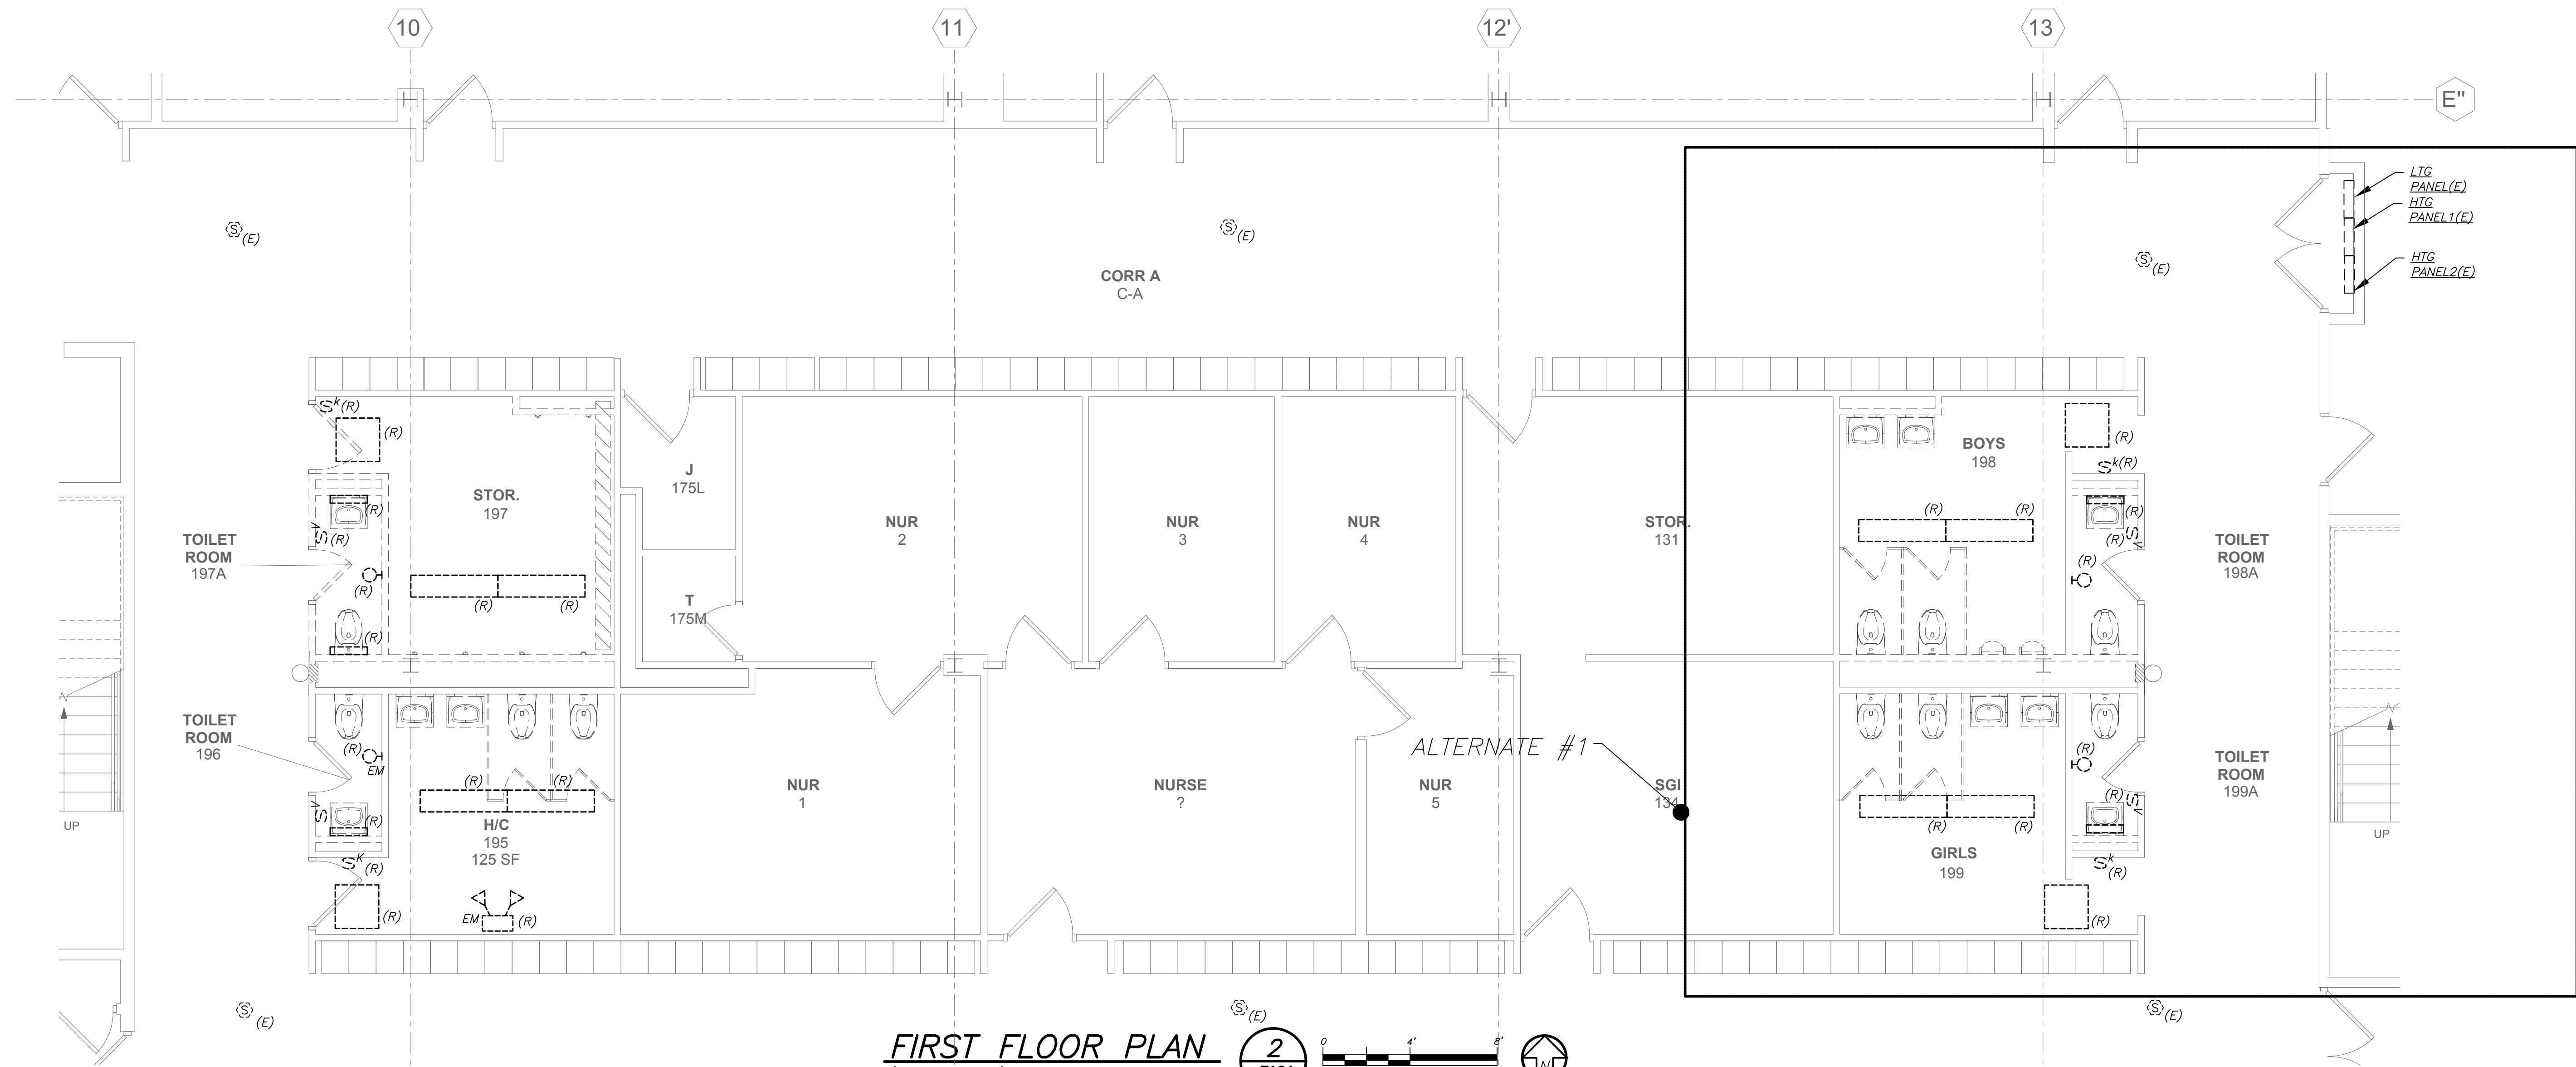 10
11
12'
13
E"
LTG
PANEL(E)
HTG
PANEL1(E)
HTG
PANEL2(E)
S (E)
S (E)
S (E)
CORR A
C-A
S k (R)
(R)
STOR.
197
(R)
S V (R)
TOILET
ROOM
197A
(R)
(R)
(R)
(R)
J
175L
T
175M
NUR
2
NUR
3
NUR
4
STOR.
131
BOYS
198
(R)
(R)
(R)
S k (R)
(R)
(R)
S V
(R)
TOILET
ROOM
198A
TOILET
ROOM
196
(R)
EM
S V
(R)
(R)
(R)
H/C
195
125 SF
S K
(R)
(R)
EM
(R)
NUR
1
NURSE
?
NUR
5
ALTERNATE #1
SGI
134
(R)
(R)
GIRLS
199
(R)
(R)
S V
S k
(R)
(R)
TOILET
ROOM
199A
UP
UP
S (E)
S (E)
S (E)
FIRST FLOOR PLAN
2
0
4'
8'
N